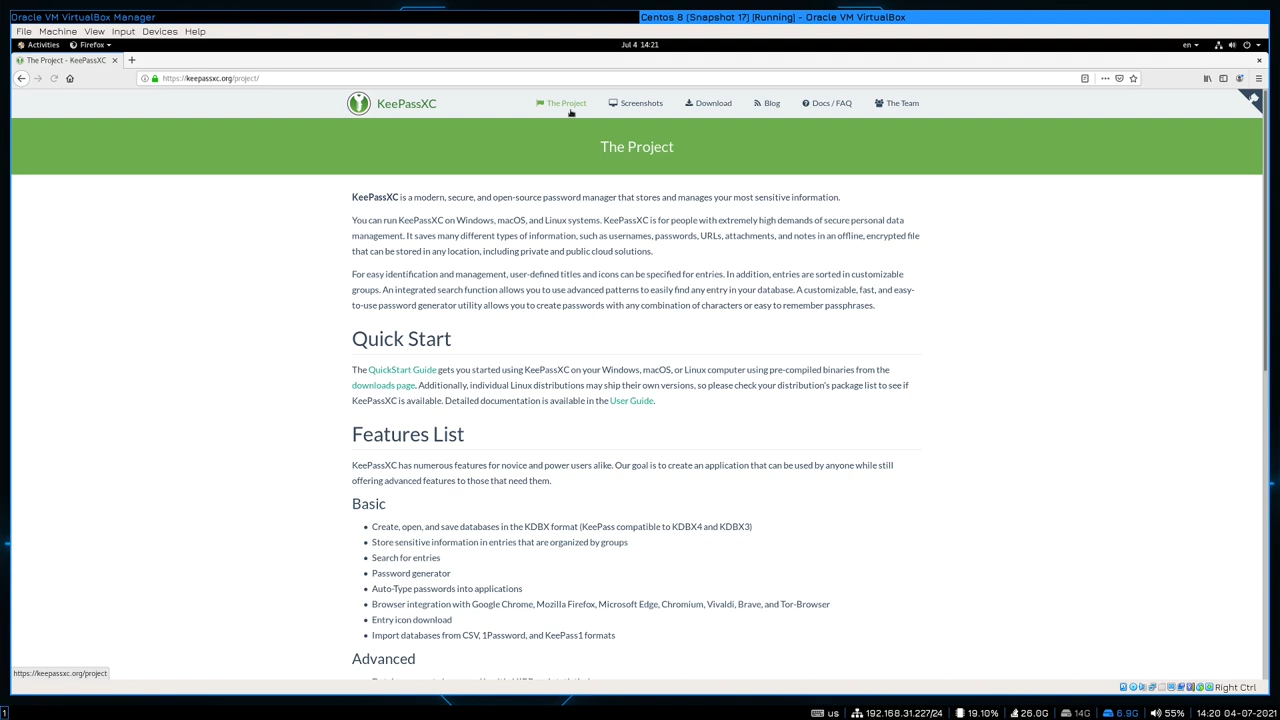 Oracle VM VirtualBox Manager
Centos 8 (Snapshot 17) [Running] - Oracle VM VirtualBox
File Machine View Input Devices Help
Activities Firefox Jul 4 14:21 en
The Project - KeePassXC
https://keepassxc.org/project/
KeePassXC The Project Screenshots Download Blog Docs / FAQ The Team
The Project
KeePassXC is a modern, secure, and open-source password manager that stores and manages your most sensitive information.
You can run KeePassXC on Windows, macOS, and Linux systems. KeePassXC is for people with extremely high demands of secure personal data
management. It saves many different types of information, such as usernames, passwords, URLs, attachments, and notes in an offline, encrypted file
that can be stored in any location, including private and public cloud solutions.
For easy identification and management, user-defined titles and icons can be specified for entries. In addition, entries are sorted in customizable
groups. An integrated search function allows you to use advanced patterns to easily find any entry in your database. A customizable, fast, and easy-
to-use password generator utility allows you to create passwords with any combination of characters or easy to remember passphrases.
Quick Start
The QuickStart Guide gets you started using KeePassXC on your Windows, macOS, or Linux computer using pre-compiled binaries from the
downloads page. Additionally, individual Linux distributions may ship their own versions, so please check your distribution's package list to see if
KeePassXC is available. Detailed documentation is available in the User Guide.
Features List
KeePassXC has numerous features for novice and power users alike. Our goal is to create an application that can be used by anyone while still
offering advanced features to those that need them.
Basic
Create, open, and save databases in the KDBX format (KeePass compatible to KDBX4 and KDBX3)
Store sensitive information in entries that are organized by groups
Search for entries
Password generator
Auto-Type passwords into applications
Browser integration with Google Chrome, Mozilla Firefox, Microsoft Edge, Chromium, Vivaldi, Brave, and Tor-Browser
Entry icon download
Import databases from CSV, 1Password, and KeePass1 formats
Advanced
https://keepassxc.org/project
Right Ctrl
1 us 192.168.31.227/24 19.10% 26.0G 14G 6.9G 55% 14:20 04-07-2021